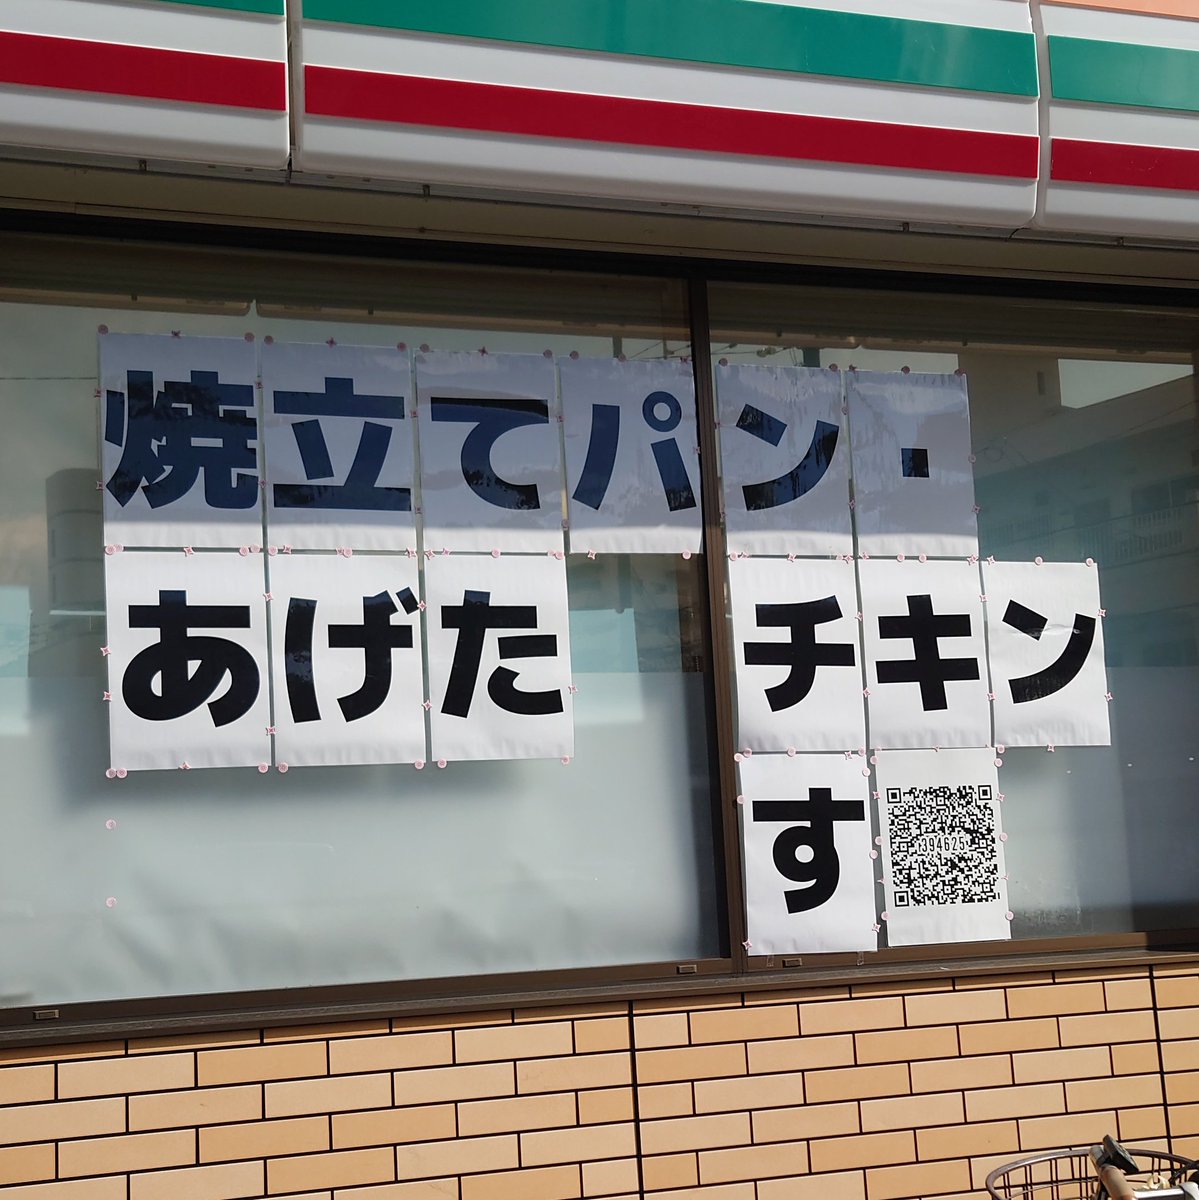 焼立てパン・
あげた チキン
す
394625